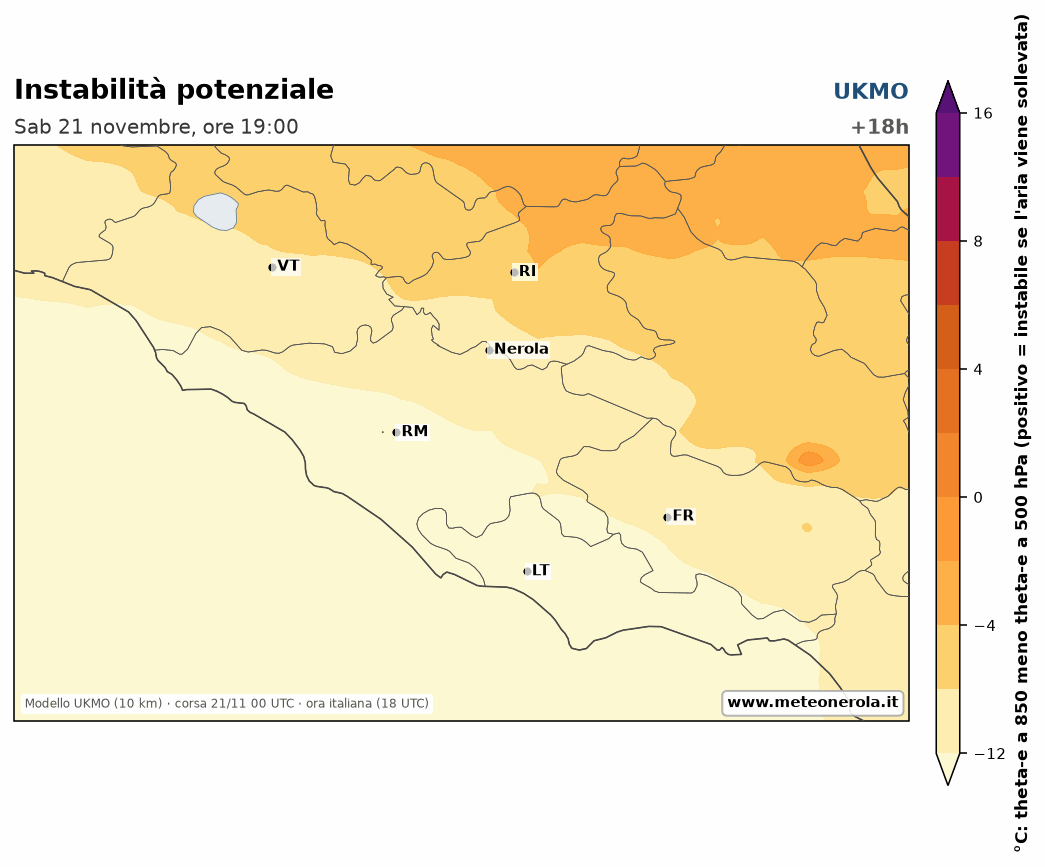 Instabilità potenziale
UKMO
Sab 21 novembre, ore 19:00
+18h
VT
RI
Nerola
RM
FR
LT
Modello UKMO (10 km) · corsa 21/11 00 UTC · ora italiana (18 UTC)
www.meteonerola.it
16
8
4
0
−4
−12
°C: theta-e a 850 meno theta-e a 500 hPa (positivo = instabile se l'aria viene sollevata)